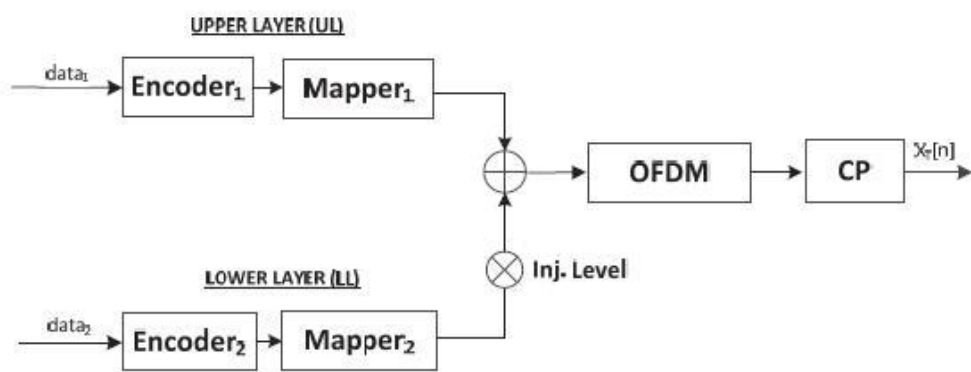 UPPER LAYER (UL)
data₁
Encoder₁
Mapper₁
OFDM
CP
Xₜ[n]
Inj. Level
LOWER LAYER (LL)
data₂
Encoder₂
Mapper₂